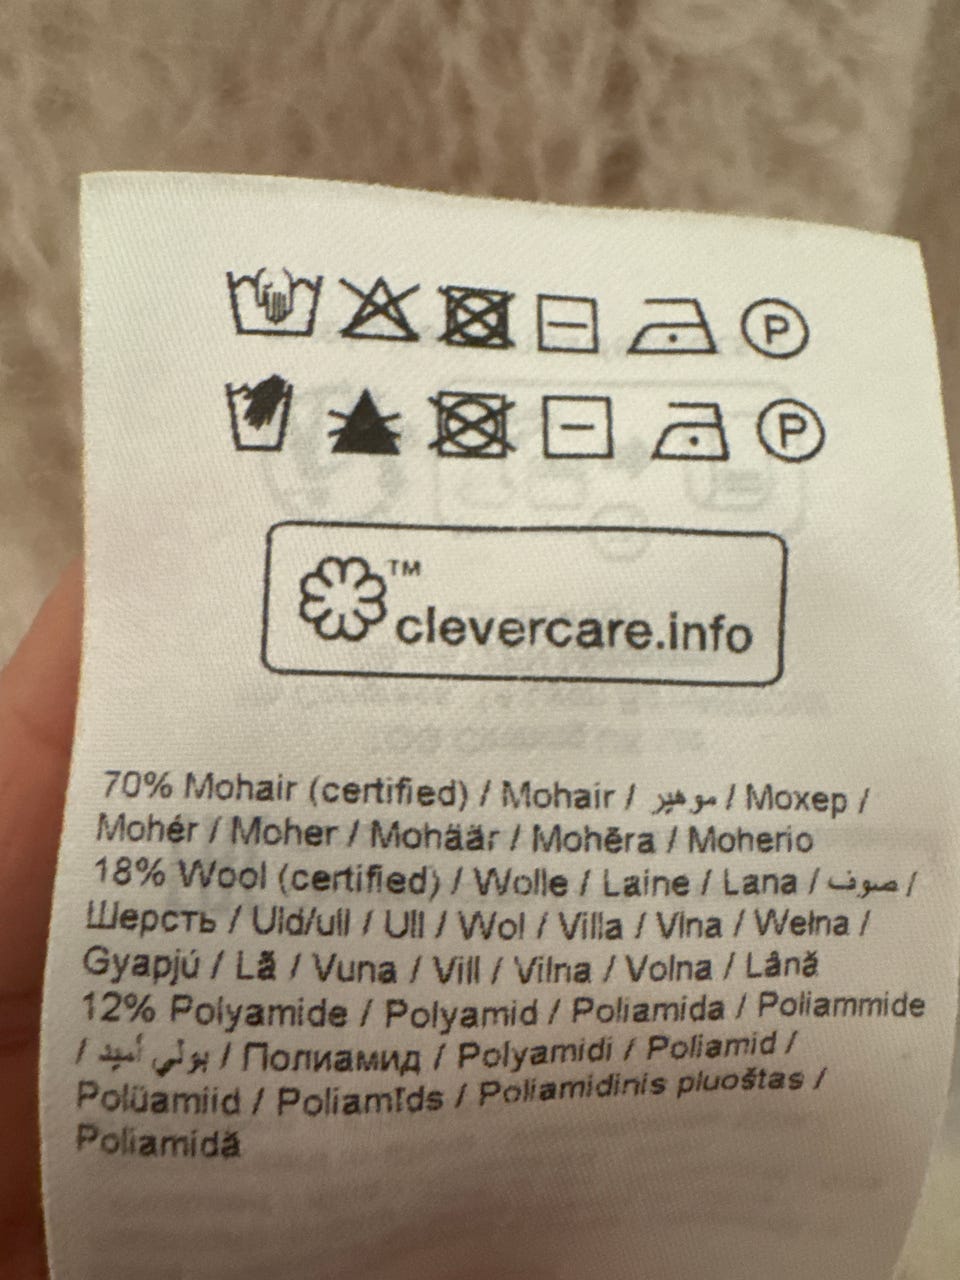 P
P
™
clevercare.info
70% Mohair (certified) / Mohair / موهير / Мохер /
Mohér / Moher / Mohäär / Mohēra / Moherio
18% Wool (certified) / Wolle / Laine / Lana / صوف /
Шерсть / Uld/ull / Ull / Wol / Villa / Vlna / Wełna /
Gyapjú / Lã / Vuna / Vill / Vilna / Volna / Lână
12% Polyamide / Polyamid / Poliamida / Poliammide
/ بولي أميد / Полиамид / Polyamidi / Poliamid /
Polüamiid / Poliamīds / Poliamidinis pluoštas /
Poliamidă